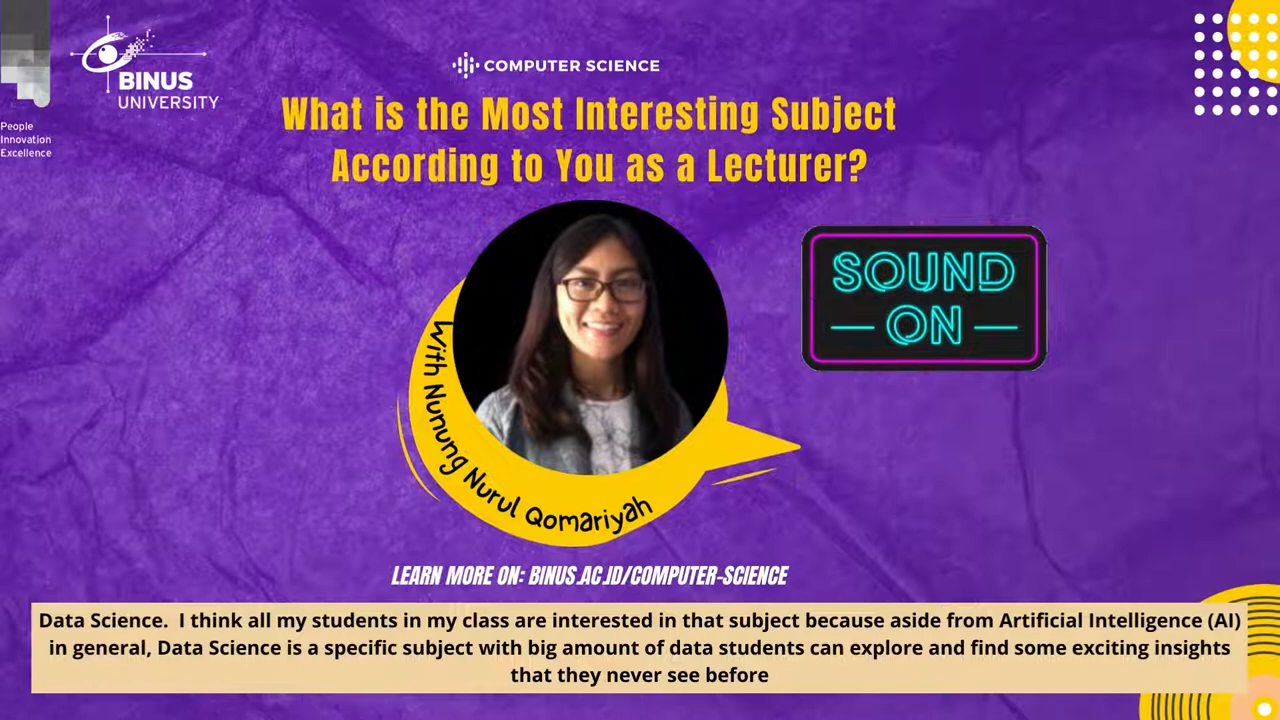 BINUS
UNIVERSITY
People
Innovation
Excellence
COMPUTER SCIENCE
What is the Most Interesting Subject
According to You as a Lecturer?
SOUND
ON
With Nunung Nurul Qomariyah
LEARN MORE ON: BINUS.AC.ID/COMPUTER-SCIENCE
Data Science.  I think all my students in my class are interested in that subject because aside from Artificial Intelligence (AI)
in general, Data Science is a specific subject with big amount of data students can explore and find some exciting insights
that they never see before